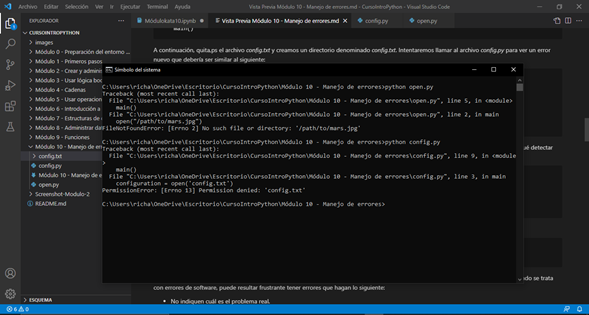 Archivo Editar Selección Ver Ir Ejecutar Terminal Ayuda
Vista Previa Módulo 10 - Manejo de errores.md - CursoIntroPython - Visual Studio Code
EXPLORADOR
Módulokata10.ipynb
Vista Previa Módulo 10 - Manejo de errores.md
config.py
open.py
CURSOINTROPYTHON
images
Módulo 0 - Preparación del entorno ...
Módulo 1 - Primeros pasos
Módulo 2 - Crear y admini
Módulo 3 - Usar lógica boo
Módulo 4 - Cadenas
Módulo 5 - Usar operacion
Módulo 6 - Introducción a
Módulo 7 - Estructuras de
Módulo 8 - Administrar dat
Módulo 9 - Funciones
Módulo 10 - Manejo de err
config.txt
config.py
Módulo 10 - Manejo de e
open.py
Screenshot-Modulo-2
README.md
ESQUEMA
main()
A continuación, quita.ps el archivo config.txt y creamos un directorio denominado config.txt. Intentaremos llamar al archivo config.py para ver un error
nuevo que debería ser similar al siguiente:
Símbolo del sistema
C:\Users\richa\OneDrive\Escritorio\CursoIntroPython\Módulo 10 - Manejo de errores>python open.py
Traceback (most recent call last):
File "C:\Users\richa\OneDrive\Escritorio\CursoIntroPython\Módulo 10 - Manejo de errores\open.py", line 5, in <module>
main()
File "C:\Users\richa\OneDrive\Escritorio\CursoIntroPython\Módulo 10 - Manejo de errores\open.py", line 2, in main
open("/path/to/mars.jpg")
FileNotFoundError: [Errno 2] No such file or directory: '/path/to/mars.jpg'
C:\Users\richa\OneDrive\Escritorio\CursoIntroPython\Módulo 10 - Manejo de errores>python config.py
Traceback (most recent call last):
File "C:\Users\richa\OneDrive\Escritorio\CursoIntroPython\Módulo 10 - Manejo de errores\config.py", line 9, in <module
>
main()
File "C:\Users\richa\OneDrive\Escritorio\CursoIntroPython\Módulo 10 - Manejo de errores\config.py", line 3, in main
configuration = open('config.txt')
PermissionError: [Errno 13] Permission denied: 'config.txt'
C:\Users\richa\OneDrive\Escritorio\CursoIntroPython\Módulo 10 - Manejo de errores>
qué detectar
do se trata
con errores de software, puede resultar frustrante tener errores que hagan lo siguiente:
• No indiquen cuál es el problema real.
6 0